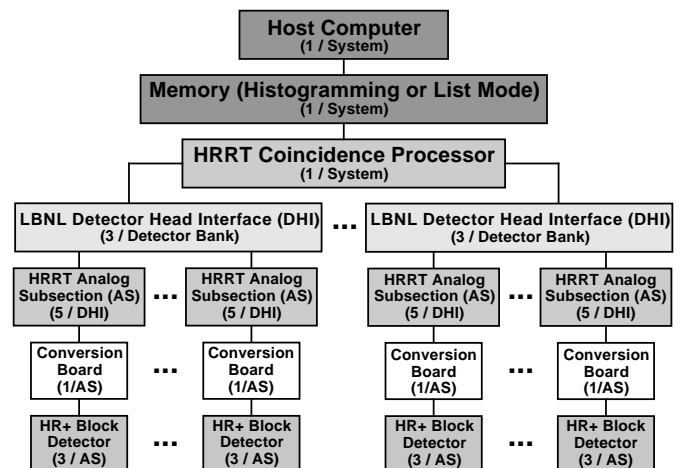 Host Computer
(1 / System)
Memory (Histogramming or List Mode)
(1 / System)
HRRT Coincidence Processor
(1 / System)
LBNL Detector Head Interface (DHI)
(3 / Detector Bank)
...
LBNL Detector Head Interface (DHI)
(3 / Detector Bank)
HRRT Analog
Subsection (AS)
(5 / DHI)
...
HRRT Analog
Subsection (AS)
(5 / DHI)
HRRT Analog
Subsection (AS)
(5 / DHI)
...
HRRT Analog
Subsection (AS)
(5 / DHI)
Conversion
Board
(1/AS)
...
Conversion
Board
(1/AS)
Conversion
Board
(1/AS)
...
Conversion
Board
(1/AS)
HR+ Block
Detector
(3 / AS)
...
HR+ Block
Detector
(3 / AS)
HR+ Block
Detector
(3 / AS)
...
HR+ Block
Detector
(3 / AS)